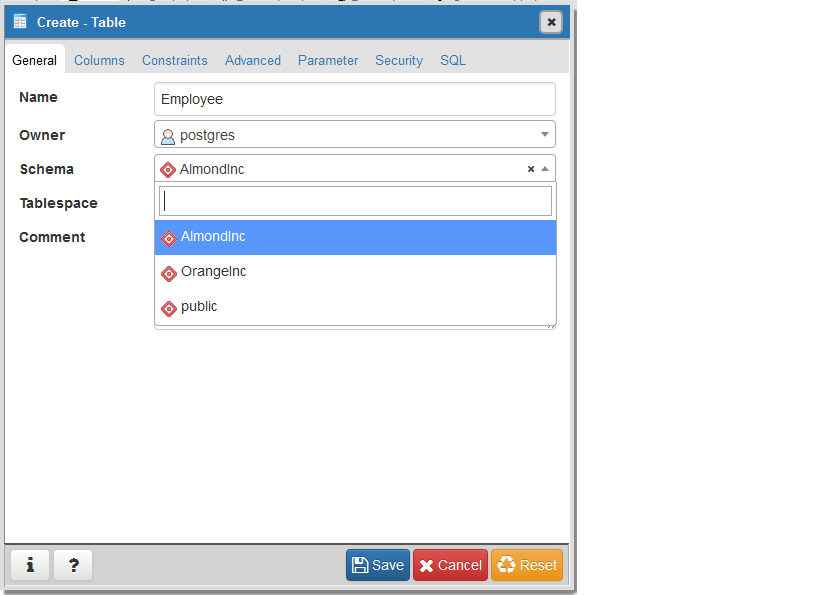 Create - Table
General Columns Constraints Advanced Parameter Security SQL
Name Employee
Owner postgres
Schema AlmondInc
Tablespace
AlmondInc
Comment
OrangeInc
public
i ? Save Cancel Reset